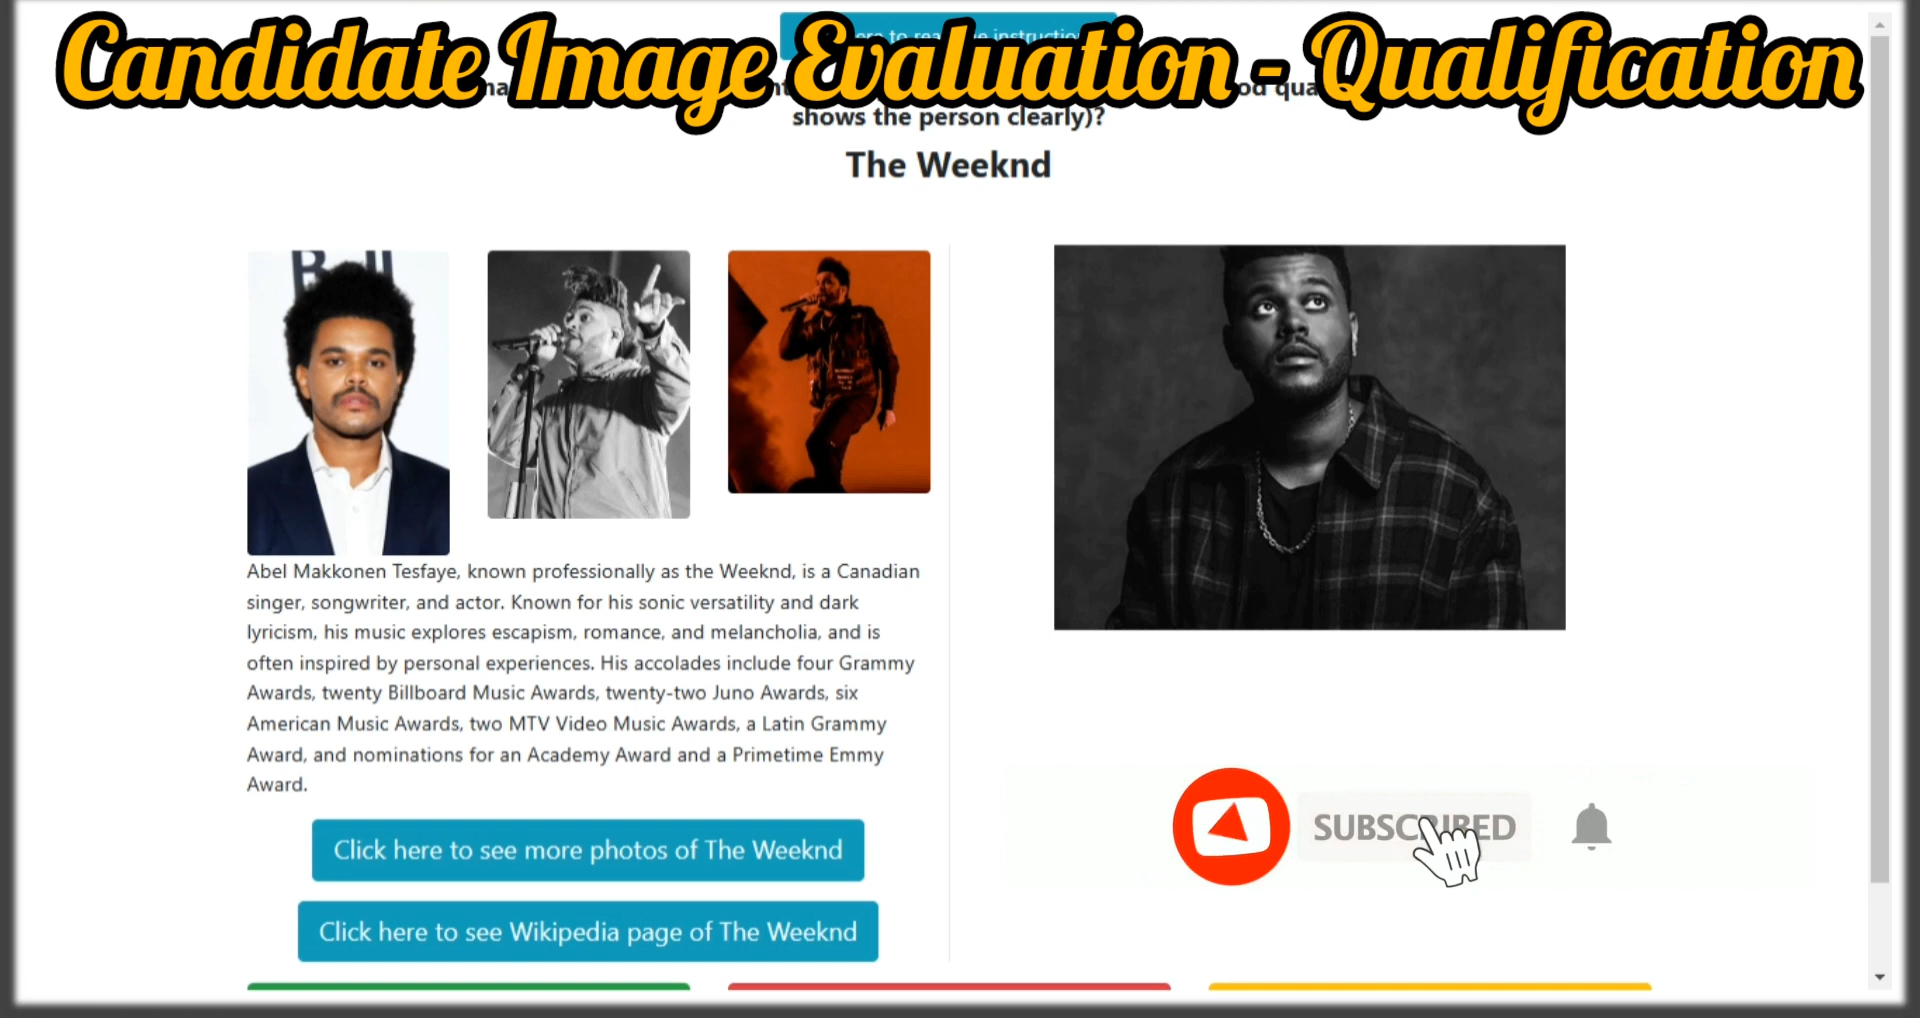 Candidate Image Evaluation - Qualification
shows the person clearly)?
The Weeknd
Abel Makkonen Tesfaye, known professionally as the Weeknd, is a Canadian
singer, songwriter, and actor. Known for his sonic versatility and dark
lyricism, his music explores escapism, romance, and melancholia, and is
often inspired by personal experiences. His accolades include four Grammy
Awards, twenty Billboard Music Awards, twenty-two Juno Awards, six
American Music Awards, two MTV Video Music Awards, a Latin Grammy
Award, and nominations for an Academy Award and a Primetime Emmy
Award.
SUBSCRIBED
Click here to see more photos of The Weeknd
Click here to see Wikipedia page of The Weeknd